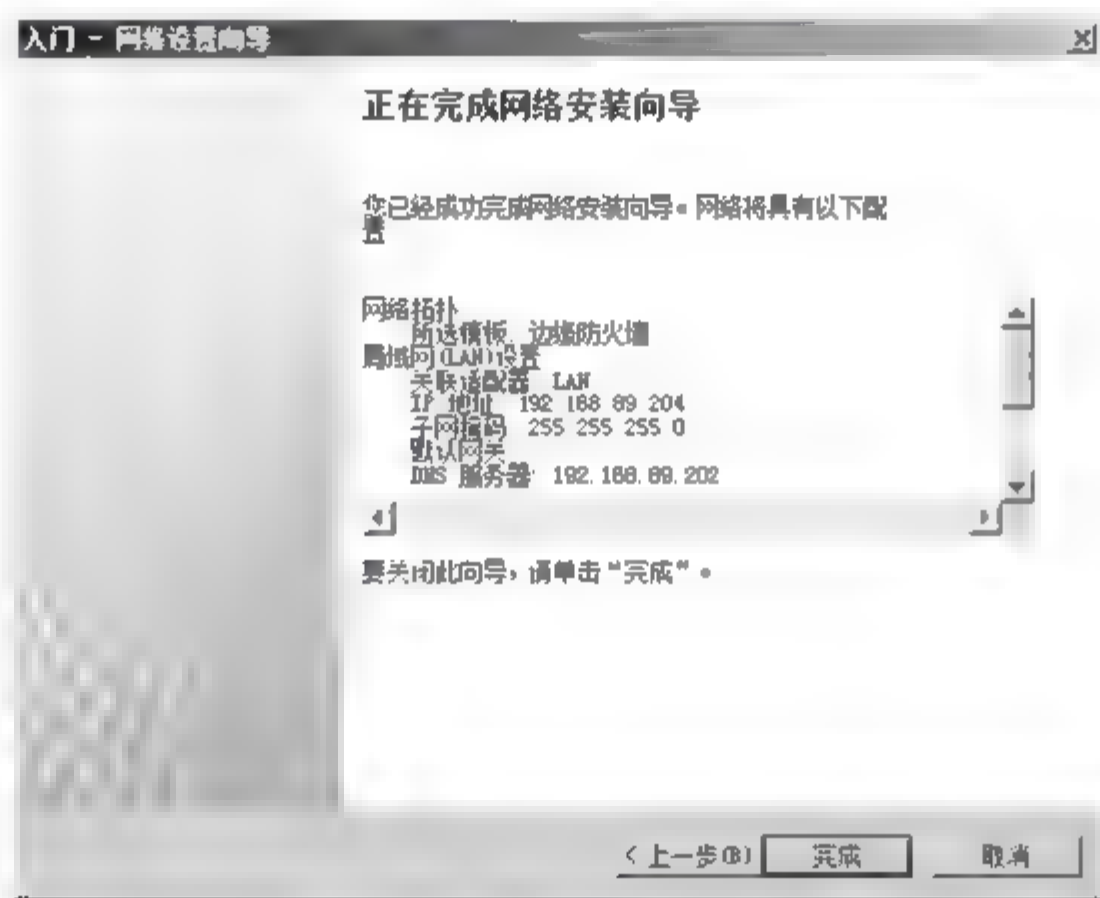 入门 - 网络设置向导
正在完成网络安装向导
您已经成功完成网络安装向导。网络将具有以下配
置
网络拓扑
所选模板 边缘防火墙
局域网(LAN)设置
关联适配器 LAN
IP 地址 192 168 89 204
子网掩码 255 255 255 0
默认网关
DNS 服务器: 192.168.89.202
要关闭此向导,请单击“完成”。
< 上一步(B)
完成
取消